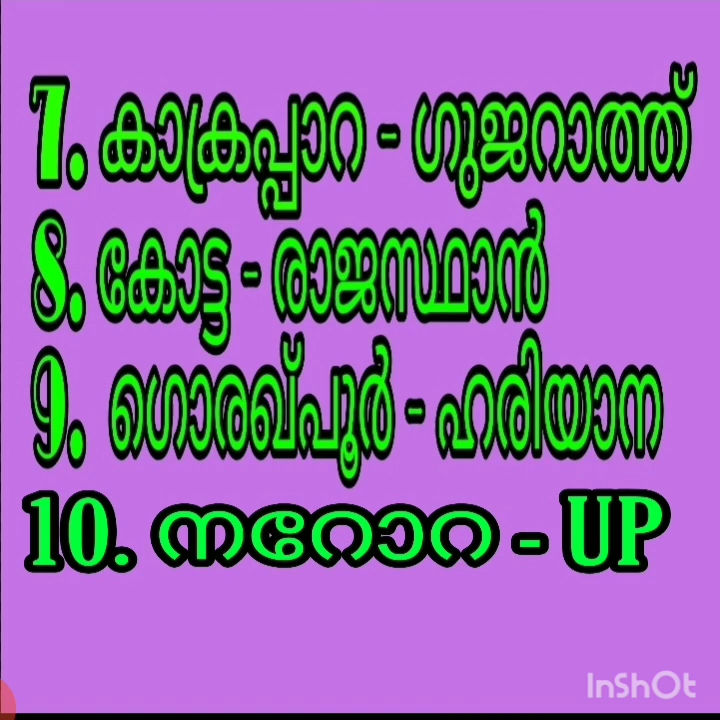 7. കാക്രപ്പാറ - ഗുജറാത്ത്
8. കോട്ട - രാജസ്ഥാൻ
9. ഗൊരഖ്പൂർ - ഹരിയാന
10. നറോറ - UP
InShOt